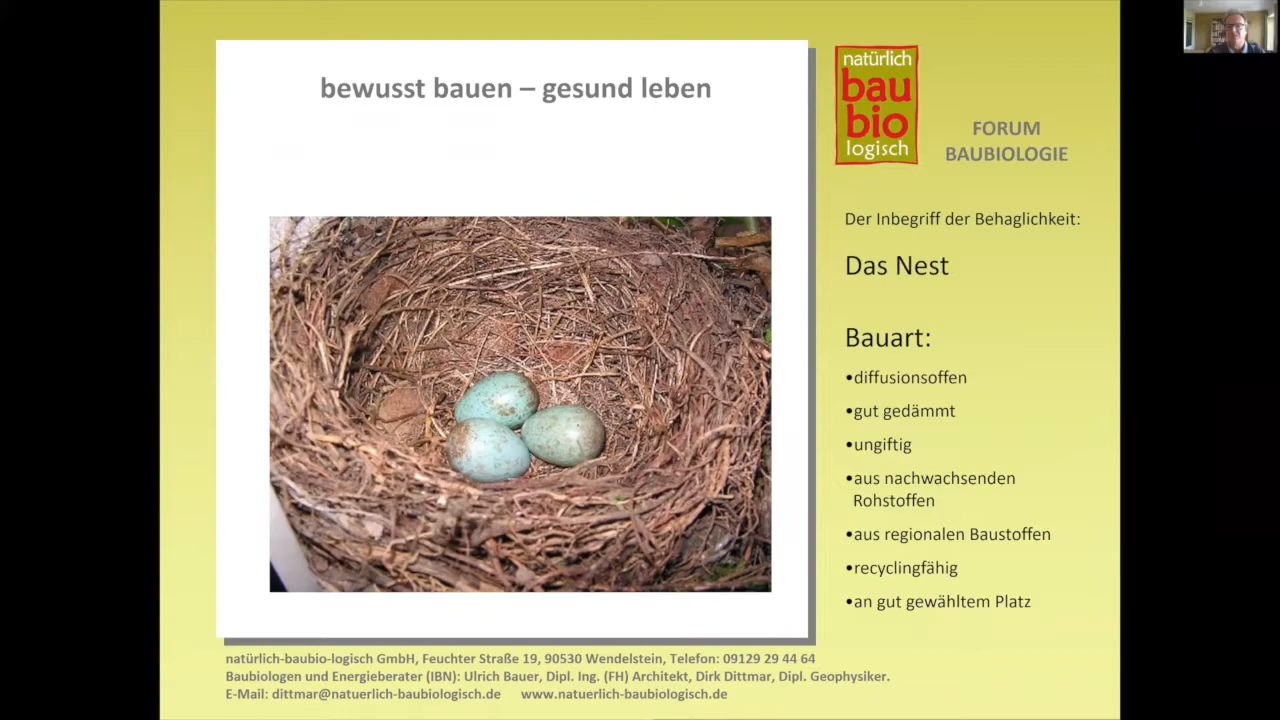 bewusst bauen – gesund leben
natürlich
bau
bio
logisch
FORUM
BAUBIOLOGIE
Der Inbegriff der Behaglichkeit:
Das Nest
Bauart:
•diffusionsoffen
•gut gedämmt
•ungiftig
•aus nachwachsenden
Rohstoffen
•aus regionalen Baustoffen
•recyclingfähig
•an gut gewähltem Platz
natürlich-baubio-logisch GmbH, Feuchter Straße 19, 90530 Wendelstein, Telefon: 09129 29 44 64
Baubiologen und Energieberater (IBN): Ulrich Bauer, Dipl. Ing. (FH) Architekt, Dirk Dittmar, Dipl. Geophysiker.
E-Mail: dittmar@natuerlich-baubiologisch.de www.natuerlich-baubiologisch.de